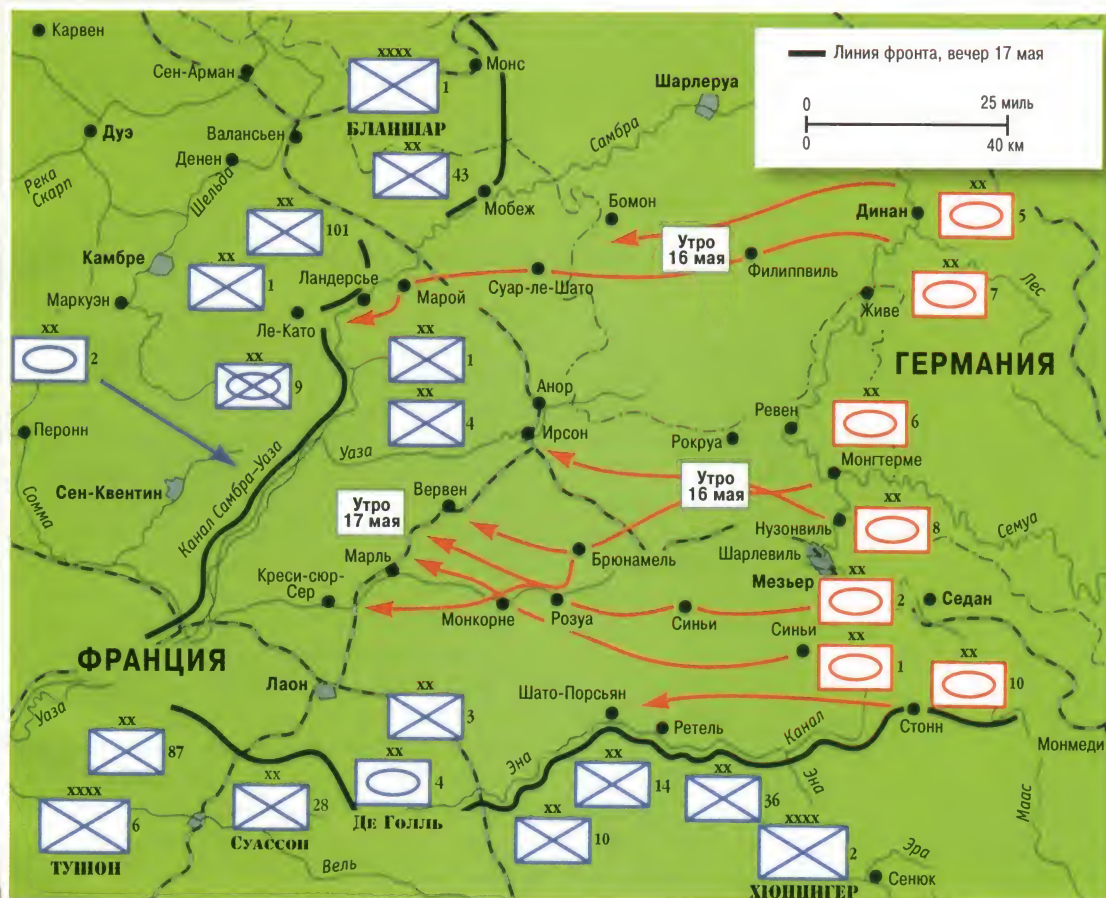 Карвен
Сен-Арман
XXXX
1
БЛАНШАР
Монс
Шарлеруа
Линия фронта, вечер 17 мая
0
25 миль
0
40 км
Дуэ
Валансьен
Денен
Река
Скарп
Шельда
XX
43
Мобеж
Самбра
Бомон
Динан
XX
5
XX
101
Утро
16 мая
Филиппвиль
Камбре
XX
1
Ландерсье
Марой
Суар-ле-Шато
XX
7
Лес
Живе
Маркуэн
Ле-Като
XX
2
XX
9
XX
1
ГЕРМАНИЯ
Анор
XX
4
Ревен
XX
6
Перонн
Уаза
Ирсон
Рокруа
Монгтерме
Сен-Квентин
Сомма
Канал Самбра-Уаза
Утро
17 мая
Вервен
Утро
16 мая
XX
8
Нузонвиль
Семуа
Шарлевиль
Марль
Брюнамель
Креси-сюр-
Сер
Мезьер
XX
2
Седан
Монкорне
Розуа
Синьи
Синьи
XX
1
ФРАНЦИЯ
Лаон
Шато-Порсьян
XX
10
Уаза
XX
3
Ретель
Канал
Стонн
Монмеди
XX
87
XX
4
Эна
XX
14
XX
36
Эна
Маас
XXXX
6
ТУШОН
XX
28
СУАССОН
ДЕ ГОЛЛЬ
XX
10
XXXX
2
ХЮНЦИГЕР
Вель
Эра
Сенюк